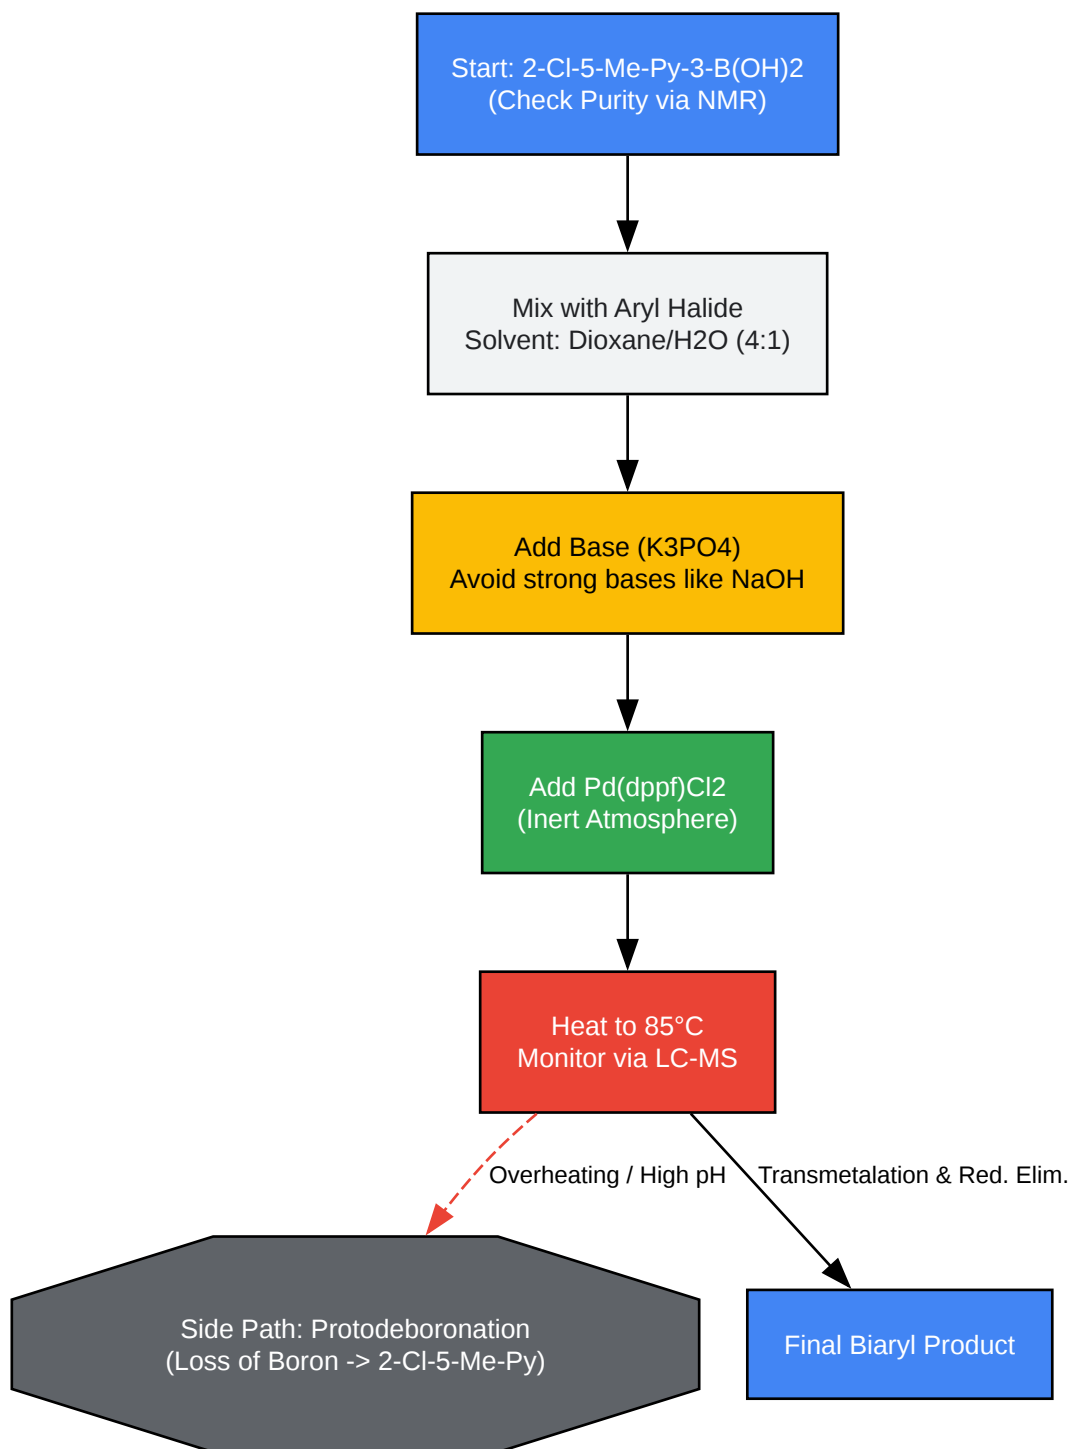 Start: 2-Cl-5-Me-Py-3-B(OH)2
(Check Purity via NMR)
Mix with Aryl Halide
Solvent: Dioxane/H2O (4:1)
Add Base (K3PO4)
Avoid strong bases like NaOH
Add Pd(dppf)Cl2
(Inert Atmosphere)
Heat to 85°C
Monitor via LC-MS
Overheating / High pH
Transmetalation & Red. Elim.
Side Path: Protodeboronation
(Loss of Boron -> 2-Cl-5-Me-Py)
Final Biaryl Product